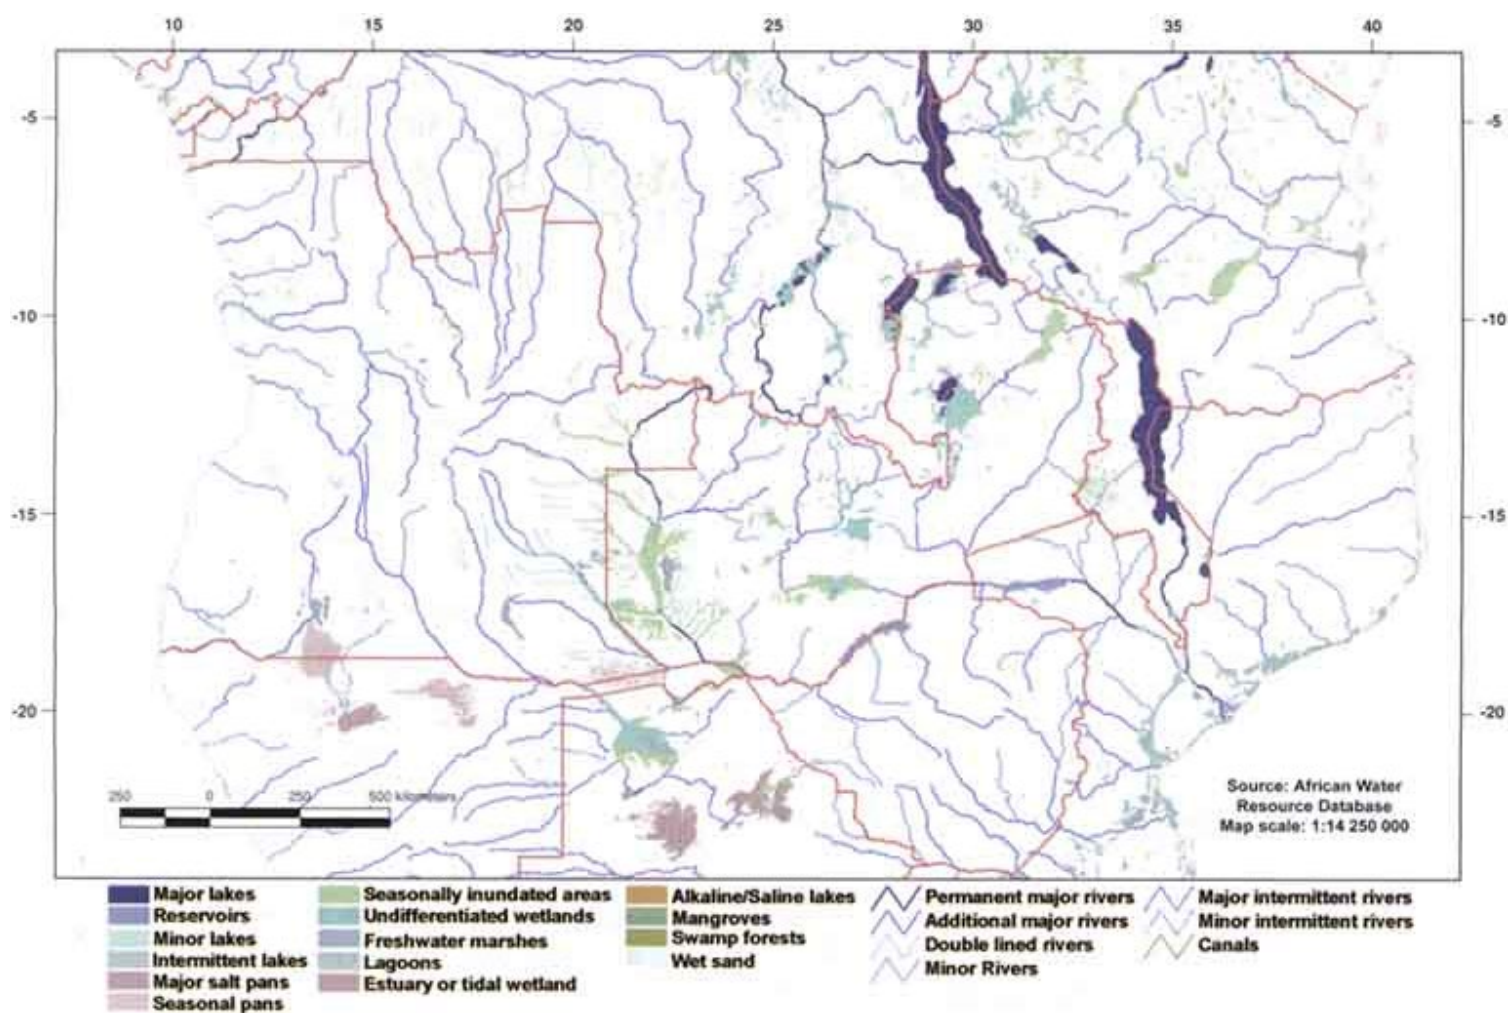 10 15 20 25 30 35 40
-5 -5
-10 -10
-15 -15
-20 -20
250 0 250 500 kilometers
Source: African Water
Resource Database
Map scale: 1:14 250 000
Major lakes
Reservoirs
Minor lakes
Intermittent lakes
Major salt pans
Seasonal pans
Seasonally inundated areas
Undifferentiated wetlands
Freshwater marshes
Lagoons
Estuary or tidal wetland
Alkaline/Saline lakes
Mangroves
Swamp forests
Wet sand
Permanent major rivers
Additional major rivers
Double lined rivers
Minor Rivers
Major intermittent rivers
Minor intermittent rivers
Canals